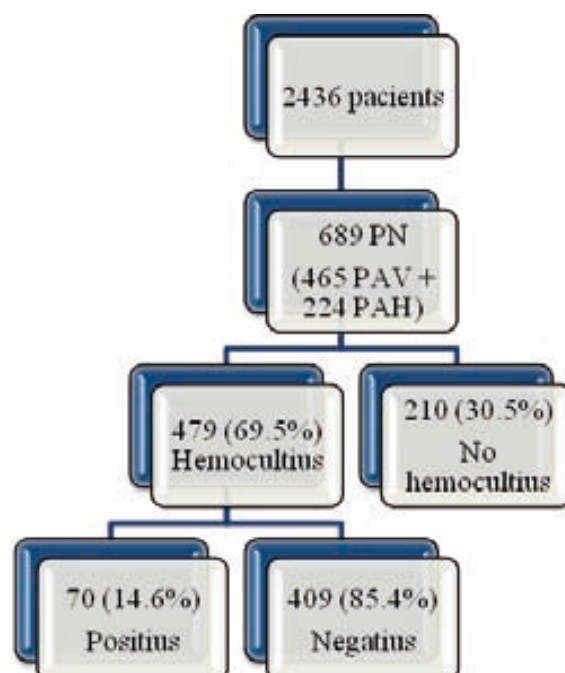 2436 pacients
689 PN
(465 PAV +
224 PAH)
479 (69.5%)
Hemocultius
210 (30.5%)
No
hemocultius
70 (14.6%)
Positius
409 (85.4%)
Negatius